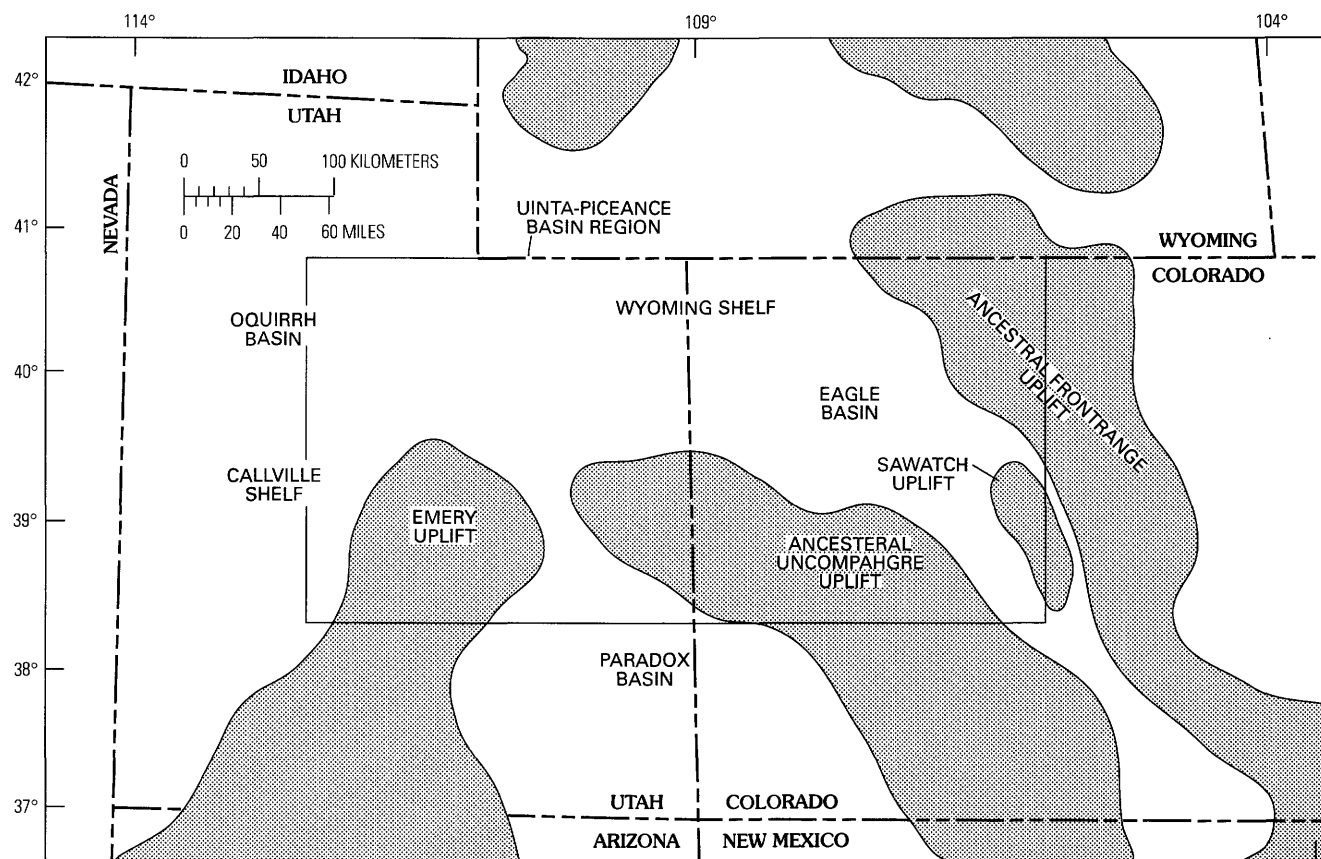 114°
109°
104°
42°
IDAHO
UTAH
0 50 100 KILOMETERS
0 20 40 60 MILES
NEVADA
41°
UINTA-PICEANCE
BASIN REGION
WYOMING
COLORADO
OQUIRRH
BASIN
WYOMING SHELF
ANCESTRAL FRONTRANGE
UPLIFT
40°
EAGLE
BASIN
CALLVILLE
SHELF
SAWATCH
UPLIFT
39°
EMERY
UPLIFT
ANCESTERAL
UNCOMPAHGRE
UPLIFT
38°
PARADOX
BASIN
37°
UTAH
COLORADO
ARIZONA
NEW MEXICO